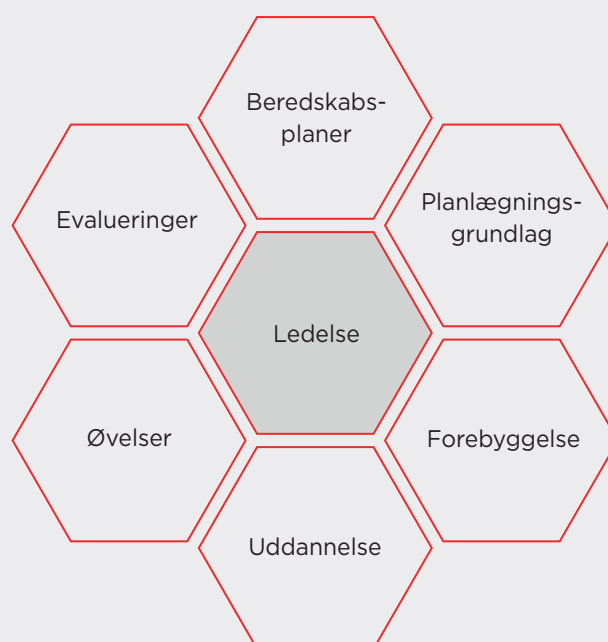 Beredskabs-
planer
Evalueringer
Planlægnings-
grundlag
Ledelse
Øvelser
Forebyggelse
Uddannelse